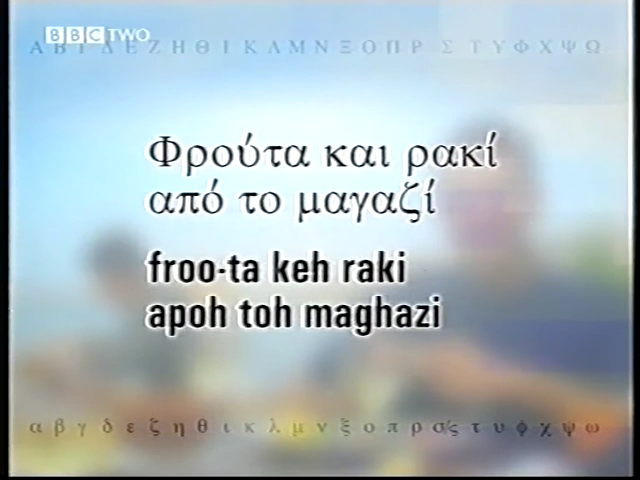 BBC TWO
Α Β Γ Δ Ε Ζ Η Θ Ι Κ Λ Μ Ν Ξ Ο Π Ρ Σ Τ Υ Φ Χ Ψ Ω
Φρούτα και ρακί
από το μαγαζί
froo-ta keh raki
apoh toh maghazi
α β γ δ ε ζ η θ ι κ λ μ ν ξ ο π ρ σ/ς τ υ φ χ ψ ω